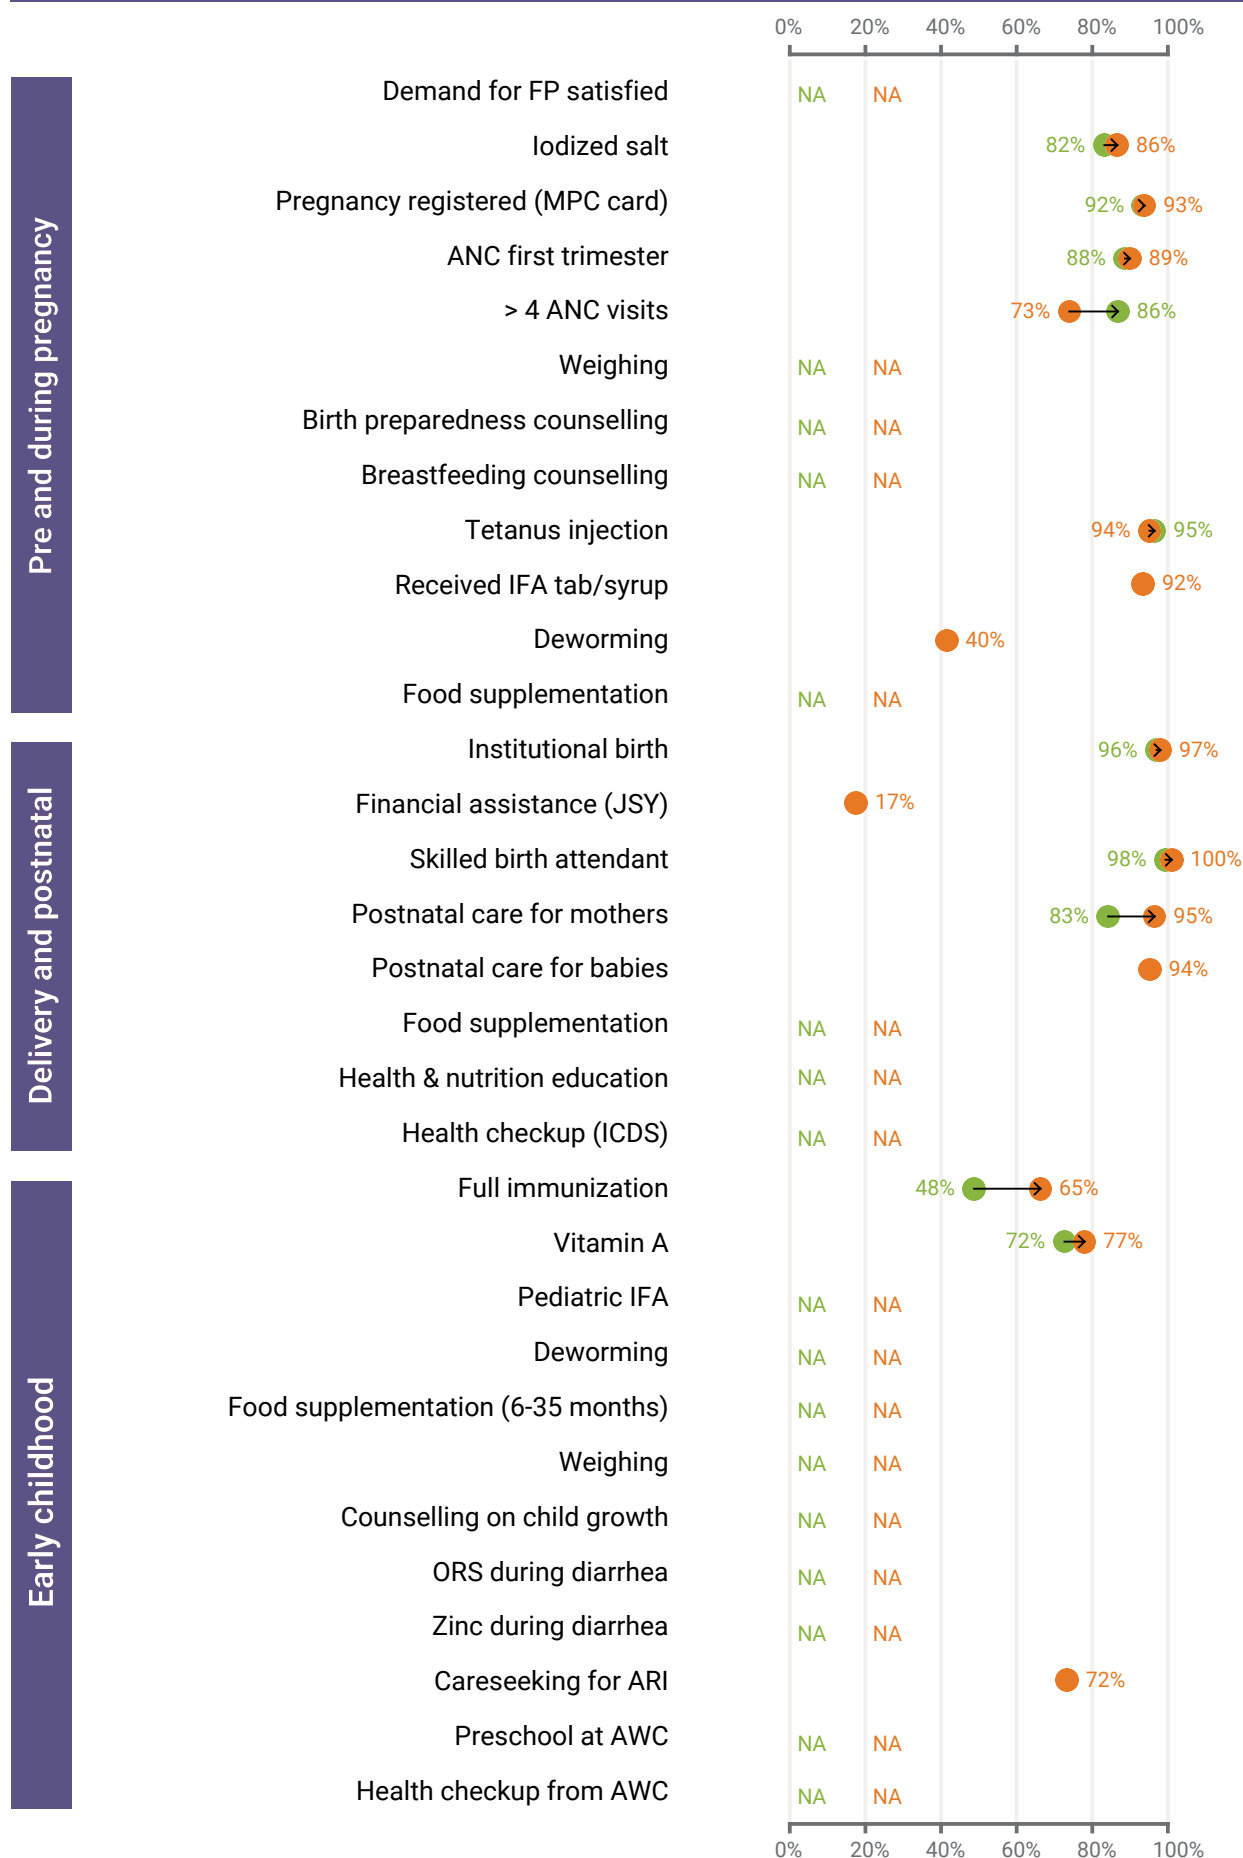 0% 20% 40% 60% 80% 100%
Pre and during pregnancy
Demand for FP satisfied NA NA
Iodized salt 82% 86%
Pregnancy registered (MPC card) 92% 93%
ANC first trimester 88% 89%
> 4 ANC visits 73% 86%
Weighing NA NA
Birth preparedness counselling NA NA
Breastfeeding counselling NA NA
Tetanus injection 94% 95%
Received IFA tab/syrup 92%
Deworming 40%
Food supplementation NA NA
Delivery and postnatal
Institutional birth 96% 97%
Financial assistance (JSY) 17%
Skilled birth attendant 98% 100%
Postnatal care for mothers 83% 95%
Postnatal care for babies 94%
Food supplementation NA NA
Health & nutrition education NA NA
Health checkup (ICDS) NA NA
Early childhood
Full immunization 48% 65%
Vitamin A 72% 77%
Pediatric IFA NA NA
Deworming NA NA
Food supplementation (6-35 months) NA NA
Weighing NA NA
Counselling on child growth NA NA
ORS during diarrhea NA NA
Zinc during diarrhea NA NA
Careseeking for ARI 72%
Preschool at AWC NA NA
Health checkup from AWC NA NA
0% 20% 40% 60% 80% 100%